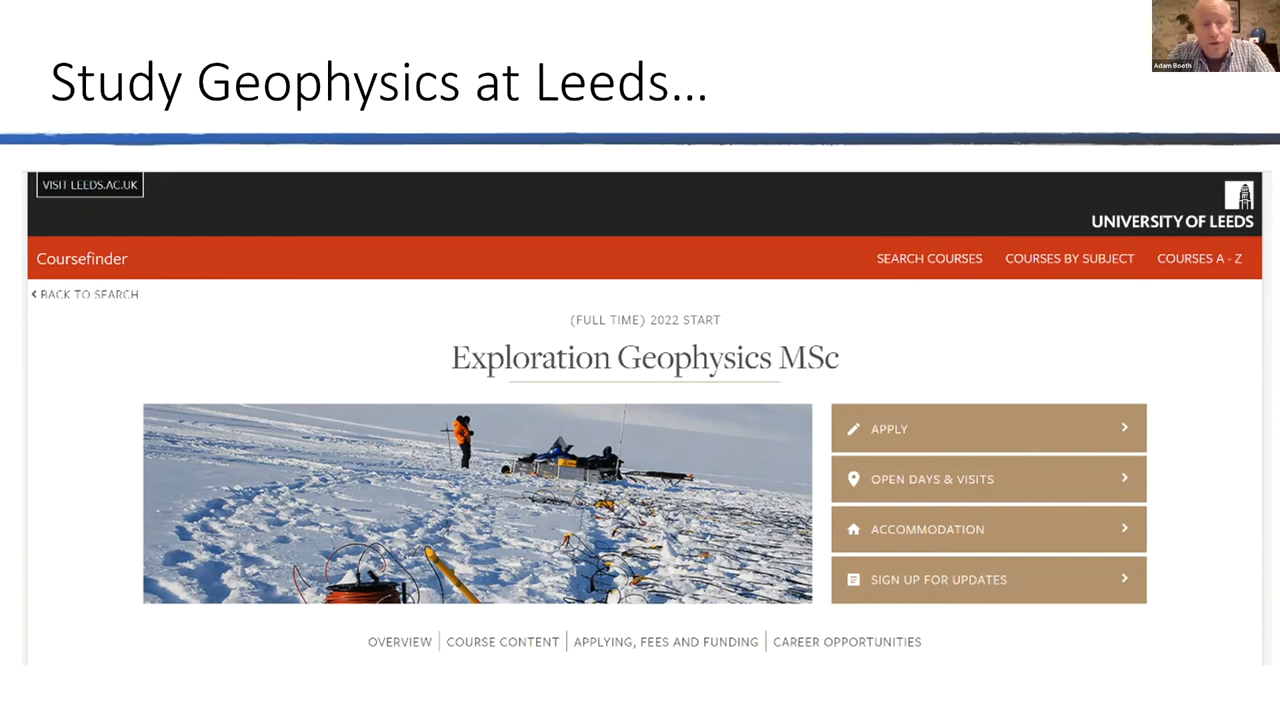 Study Geophysics at Leeds...
Adam Booth
VISIT LEEDS.AC.UK
UNIVERSITY OF LEEDS
Coursefinder
SEARCH COURSES COURSES BY SUBJECT COURSES A - Z
BACK TO SEARCH
(FULL TIME) 2022 START
Exploration Geophysics MSc
APPLY
OPEN DAYS & VISITS
ACCOMMODATION
SIGN UP FOR UPDATES
OVERVIEW COURSE CONTENT APPLYING, FEES AND FUNDING CAREER OPPORTUNITIES